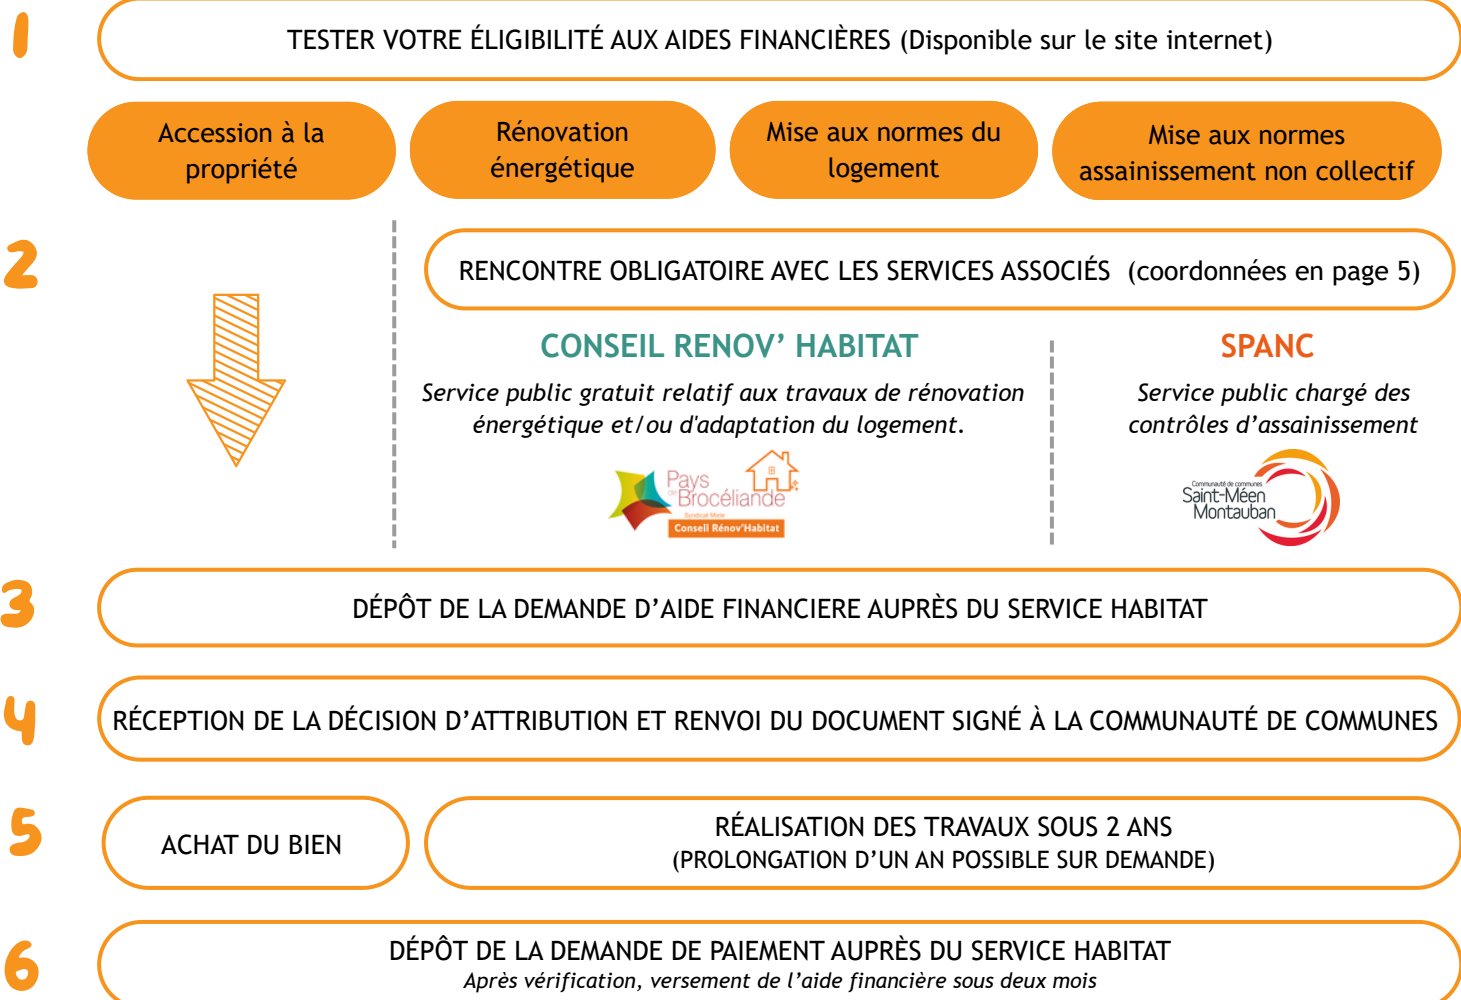 1
TESTER VOTRE ÉLIGIBILITÉ AUX AIDES FINANCIÈRES (Disponible sur le site internet)
Accession à la
propriété
Rénovation
énergétique
Mise aux normes du
logement
Mise aux normes
assainissement non collectif
2
RENCONTRE OBLIGATOIRE AVEC LES SERVICES ASSOCIÉS (coordonnées en page 5)
CONSEIL RENOV’ HABITAT
Service public gratuit relatif aux travaux de rénovation
énergétique et/ou d'adaptation du logement.
Pays
de Brocéliande
Syndicat Mixte
Conseil Rénov'Habitat
SPANC
Service public chargé des
contrôles d’assainissement
Communauté de communes
Saint-Méen
Montauban
3
DÉPÔT DE LA DEMANDE D’AIDE FINANCIERE AUPRÈS DU SERVICE HABITAT
4
RÉCEPTION DE LA DÉCISION D’ATTRIBUTION ET RENVOI DU DOCUMENT SIGNÉ À LA COMMUNAUTÉ DE COMMUNES
5
ACHAT DU BIEN
RÉALISATION DES TRAVAUX SOUS 2 ANS
(PROLONGATION D’UN AN POSSIBLE SUR DEMANDE)
6
DÉPÔT DE LA DEMANDE DE PAIEMENT AUPRÈS DU SERVICE HABITAT
Après vérification, versement de l’aide financière sous deux mois